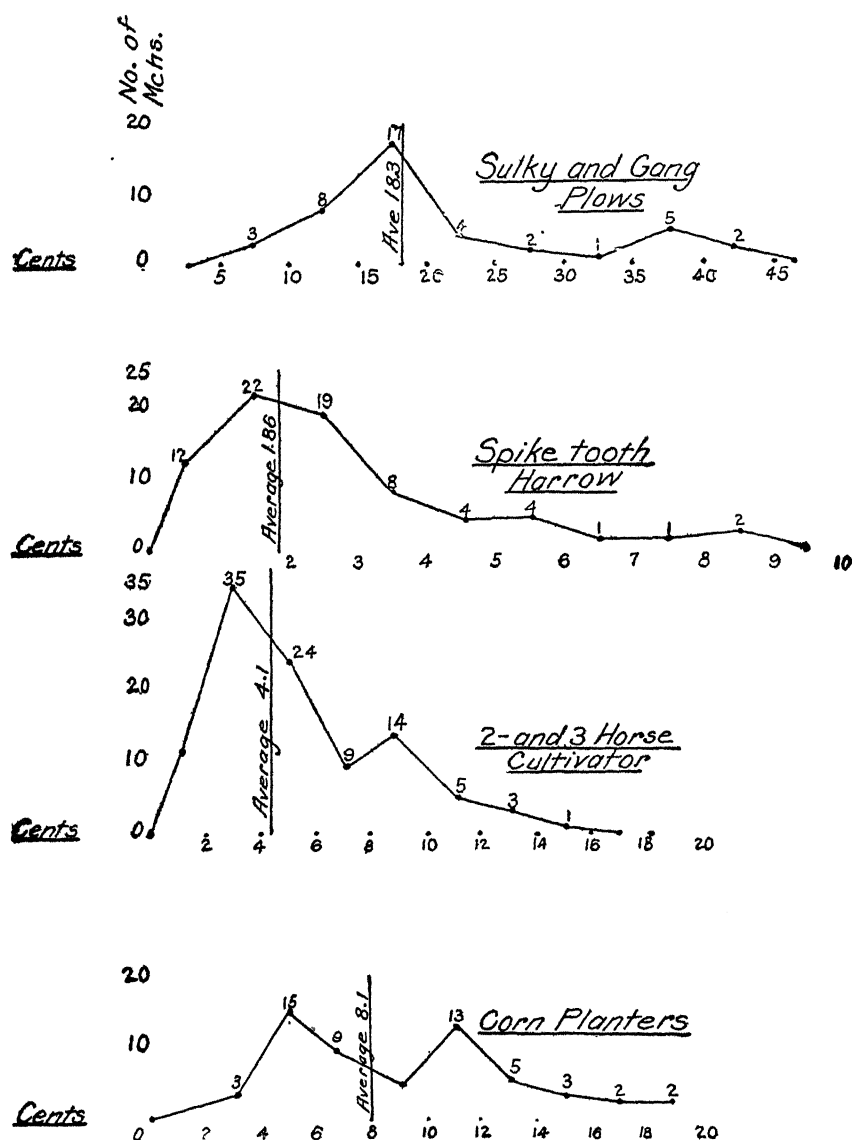 No. of
Mchs.
20
10
0
17
8
3
4
2
1
5
2
Ave 18.3
Sulky and Gang
Plows
Cents
5 10 15 20 25 30 35 40 45
25
20
10
0
12
22
19
8
4
4
1
1
2
Average 1.86
Spike tooth
Harrow
Cents
2 3 4 5 6 7 8 9 10
35
30
20
10
0
35
24
9
14
5
3
1
Average 4.1
2-and 3 Horse
Cultivator
Cents
2 4 6 8 10 12 14 16 18 20
20
10
3
15
9
13
5
3
2
2
Average 8.1
Corn Planters
Cents
0 2 4 6 8 10 12 14 16 18 20